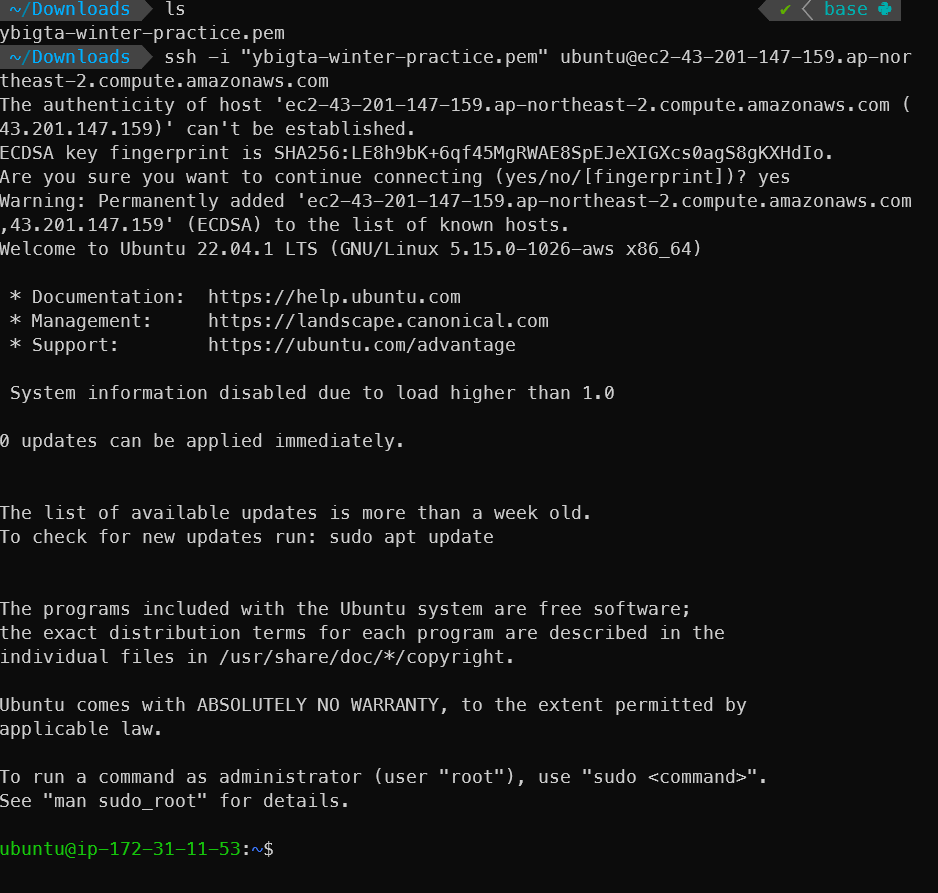 ~/Downloads ls ✔ base
ybigta-winter-practice.pem
~/Downloads ssh -i "ybigta-winter-practice.pem" ubuntu@ec2-43-201-147-159.ap-nor
theast-2.compute.amazonaws.com
The authenticity of host 'ec2-43-201-147-159.ap-northeast-2.compute.amazonaws.com (
43.201.147.159)' can't be established.
ECDSA key fingerprint is SHA256:LE8h9bK+6qf45MgRWAE8SpEJeXIGXcs0agS8gKXHdIo.
Are you sure you want to continue connecting (yes/no/[fingerprint])? yes
Warning: Permanently added 'ec2-43-201-147-159.ap-northeast-2.compute.amazonaws.com
,43.201.147.159' (ECDSA) to the list of known hosts.
Welcome to Ubuntu 22.04.1 LTS (GNU/Linux 5.15.0-1026-aws x86_64)
* Documentation:  https://help.ubuntu.com
* Management:     https://landscape.canonical.com
* Support:        https://ubuntu.com/advantage
System information disabled due to load higher than 1.0
0 updates can be applied immediately.
The list of available updates is more than a week old.
To check for new updates run: sudo apt update
The programs included with the Ubuntu system are free software;
the exact distribution terms for each program are described in the
individual files in /usr/share/doc/*/copyright.
Ubuntu comes with ABSOLUTELY NO WARRANTY, to the extent permitted by
applicable law.
To run a command as administrator (user "root"), use "sudo <command>".
See "man sudo_root" for details.
ubuntu@ip-172-31-11-53:~$